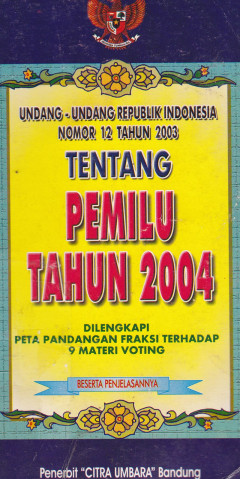 UNDANG - UNDANG REPUBLIK INDONESIA
NOMOR 12 TAHUN 2003
TENTANG
PEMILU
TAHUN 2004
DILENGKAPI
PETA PANDANGAN FRAKSI TERHADAP
9 MATERI VOTING
BESERTA PENJELASANNYA
Penerbit "CITRA UMBARA" Bandung